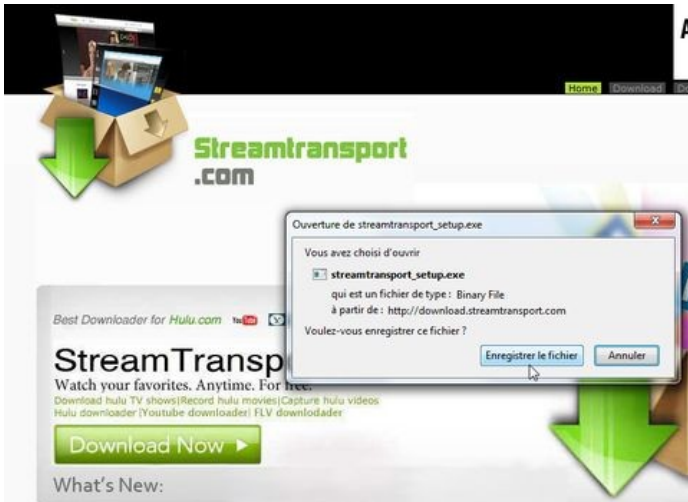 A
Home Download Do
Streamtransport
.com
Ouverture de streamtransport_setup.exe
Vous avez choisi d'ouvrir
streamtransport_setup.exe
qui est un fichier de type : Binary File
à partir de : http://download.streamtransport.com
Voulez-vous enregistrer ce fichier ?
Enregistrer le fichier Annuler
Best Downloader for Hulu.com YouTube
StreamTransp
Watch your favorites. Anytime. For free.
Download hulu TV shows|Record hulu movies|Capture hulu videos
Hulu downloader |Youtube downloader| FLV downlodader
Download Now
What's New: